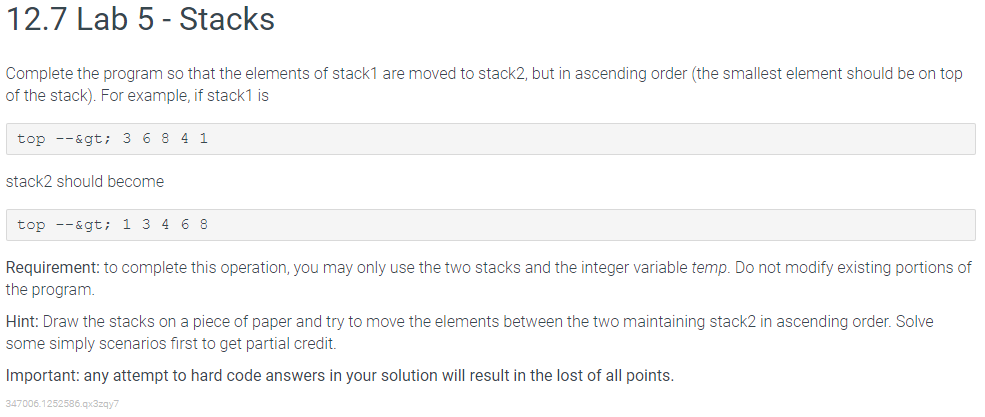 12.7 Lab 5 - Stacks
Complete the program so that the elements of stack1 are moved to stack2, but in ascending order (the smallest element should be on top
of the stack). For example, if stack1 is
top --&gt; 3 6 8 4 1
stack2 should become
top --&gt; 1 3 4 6 8
Requirement: to complete this operation, you may only use the two stacks and the integer variable temp. Do not modify existing portions of
the program.
Hint: Draw the stacks on a piece of paper and try to move the elements between the two maintaining stack2 in ascending order. Solve
some simply scenarios first to get partial credit.
Important: any attempt to hard code answers in your solution will result in the lost of all points.
347006.1252586.qx3zqy7